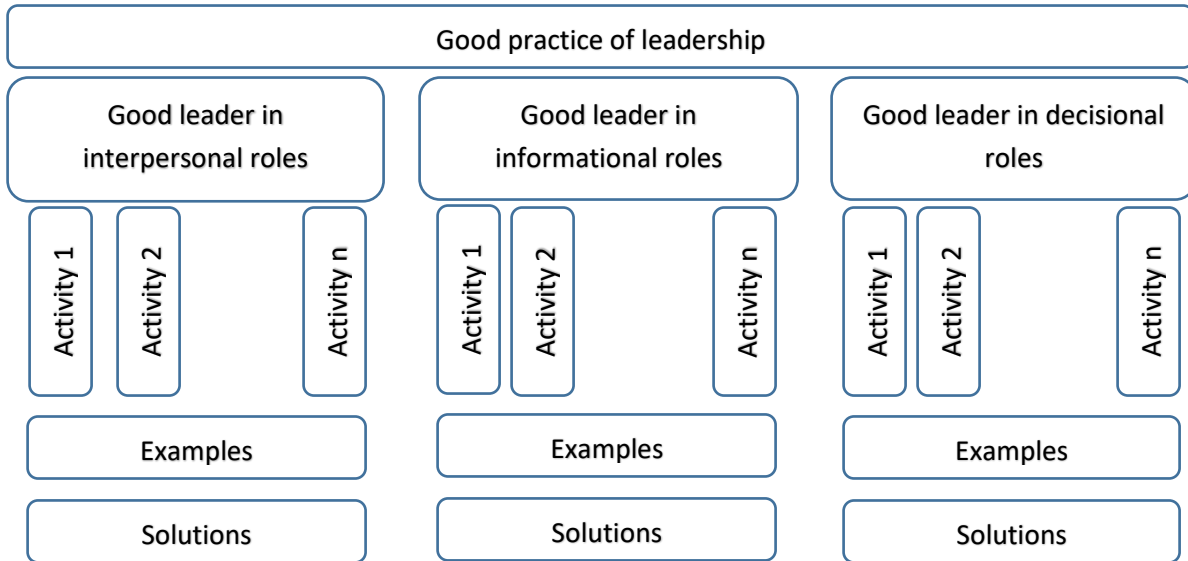 Good practice of leadership
Good leader in
interpersonal roles
Good leader in
informational roles
Good leader in decisional
roles
Activity 1
Activity 2
Activity n
Activity 1
Activity 2
Activity n
Activity 1
Activity 2
Activity n
Examples
Examples
Examples
Solutions
Solutions
Solutions